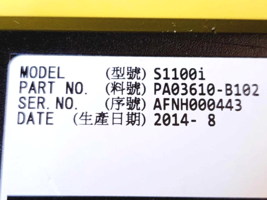 MODEL (型號) S1100i
PART NO. (料號) PA03610-B102
SER.NO. (序號) AFNH000443
DATE (生產日期) 2014- 8